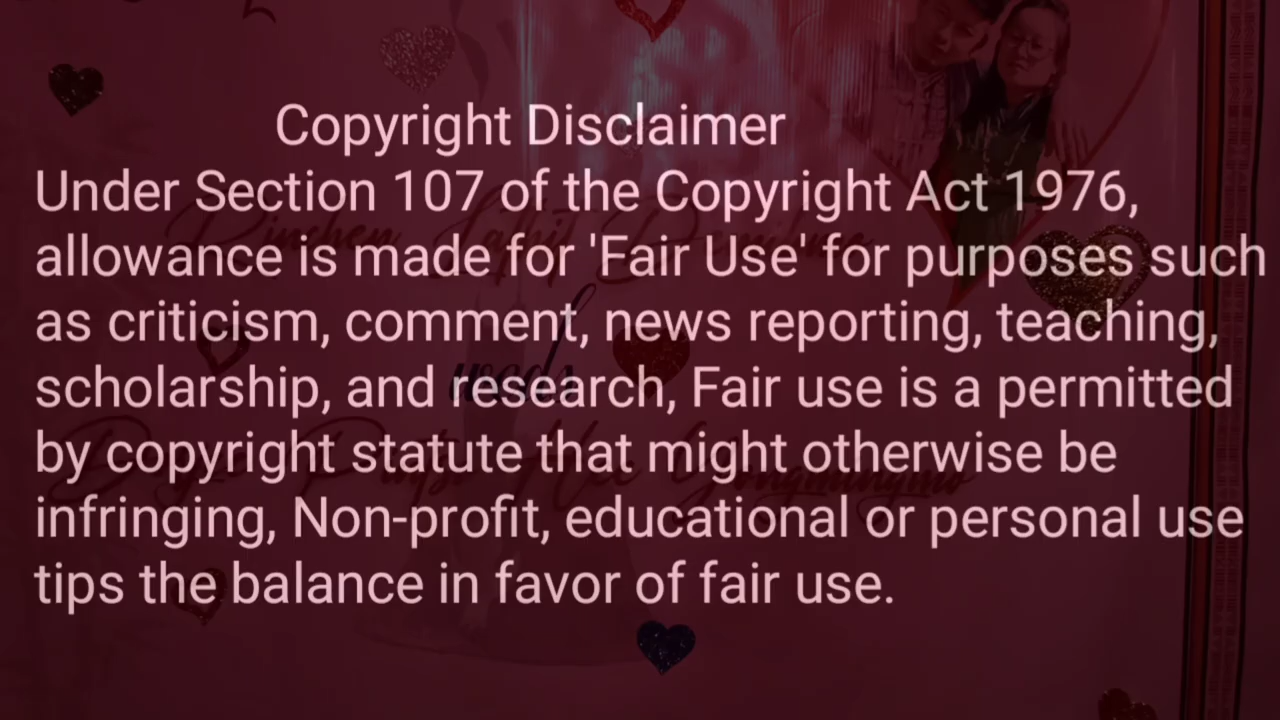 Copyright Disclaimer
Under Section 107 of the Copyright Act 1976,
allowance is made for 'Fair Use' for purposes such
as criticism, comment, news reporting, teaching,
scholarship, and research, Fair use is a permitted
by copyright statute that might otherwise be
infringing, Non-profit, educational or personal use
tips the balance in favor of fair use.
weds